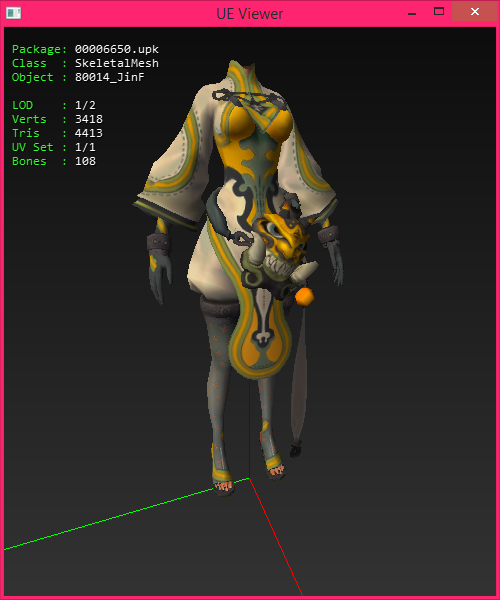 UE Viewer
Package: 00006650.upk
Class : SkeletalMesh
Object : 80014_JinF
LOD : 1/2
Verts : 3418
Tris : 4413
UV Set : 1/1
Bones : 108